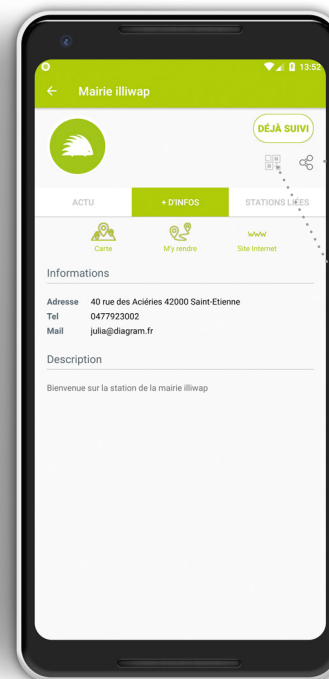 13:52
Mairie illiwap
DÉJÀ SUIVI
ACTU + D'INFOS STATIONS LIÉES
Carte M'y rendre www Site Internet
Informations
Adresse 40 rue des Aciéries 42000 Saint-Etienne
Tel 0477923002
Mail julia@diagram.fr
Description
Bienvenue sur la station de la mairie illiwap